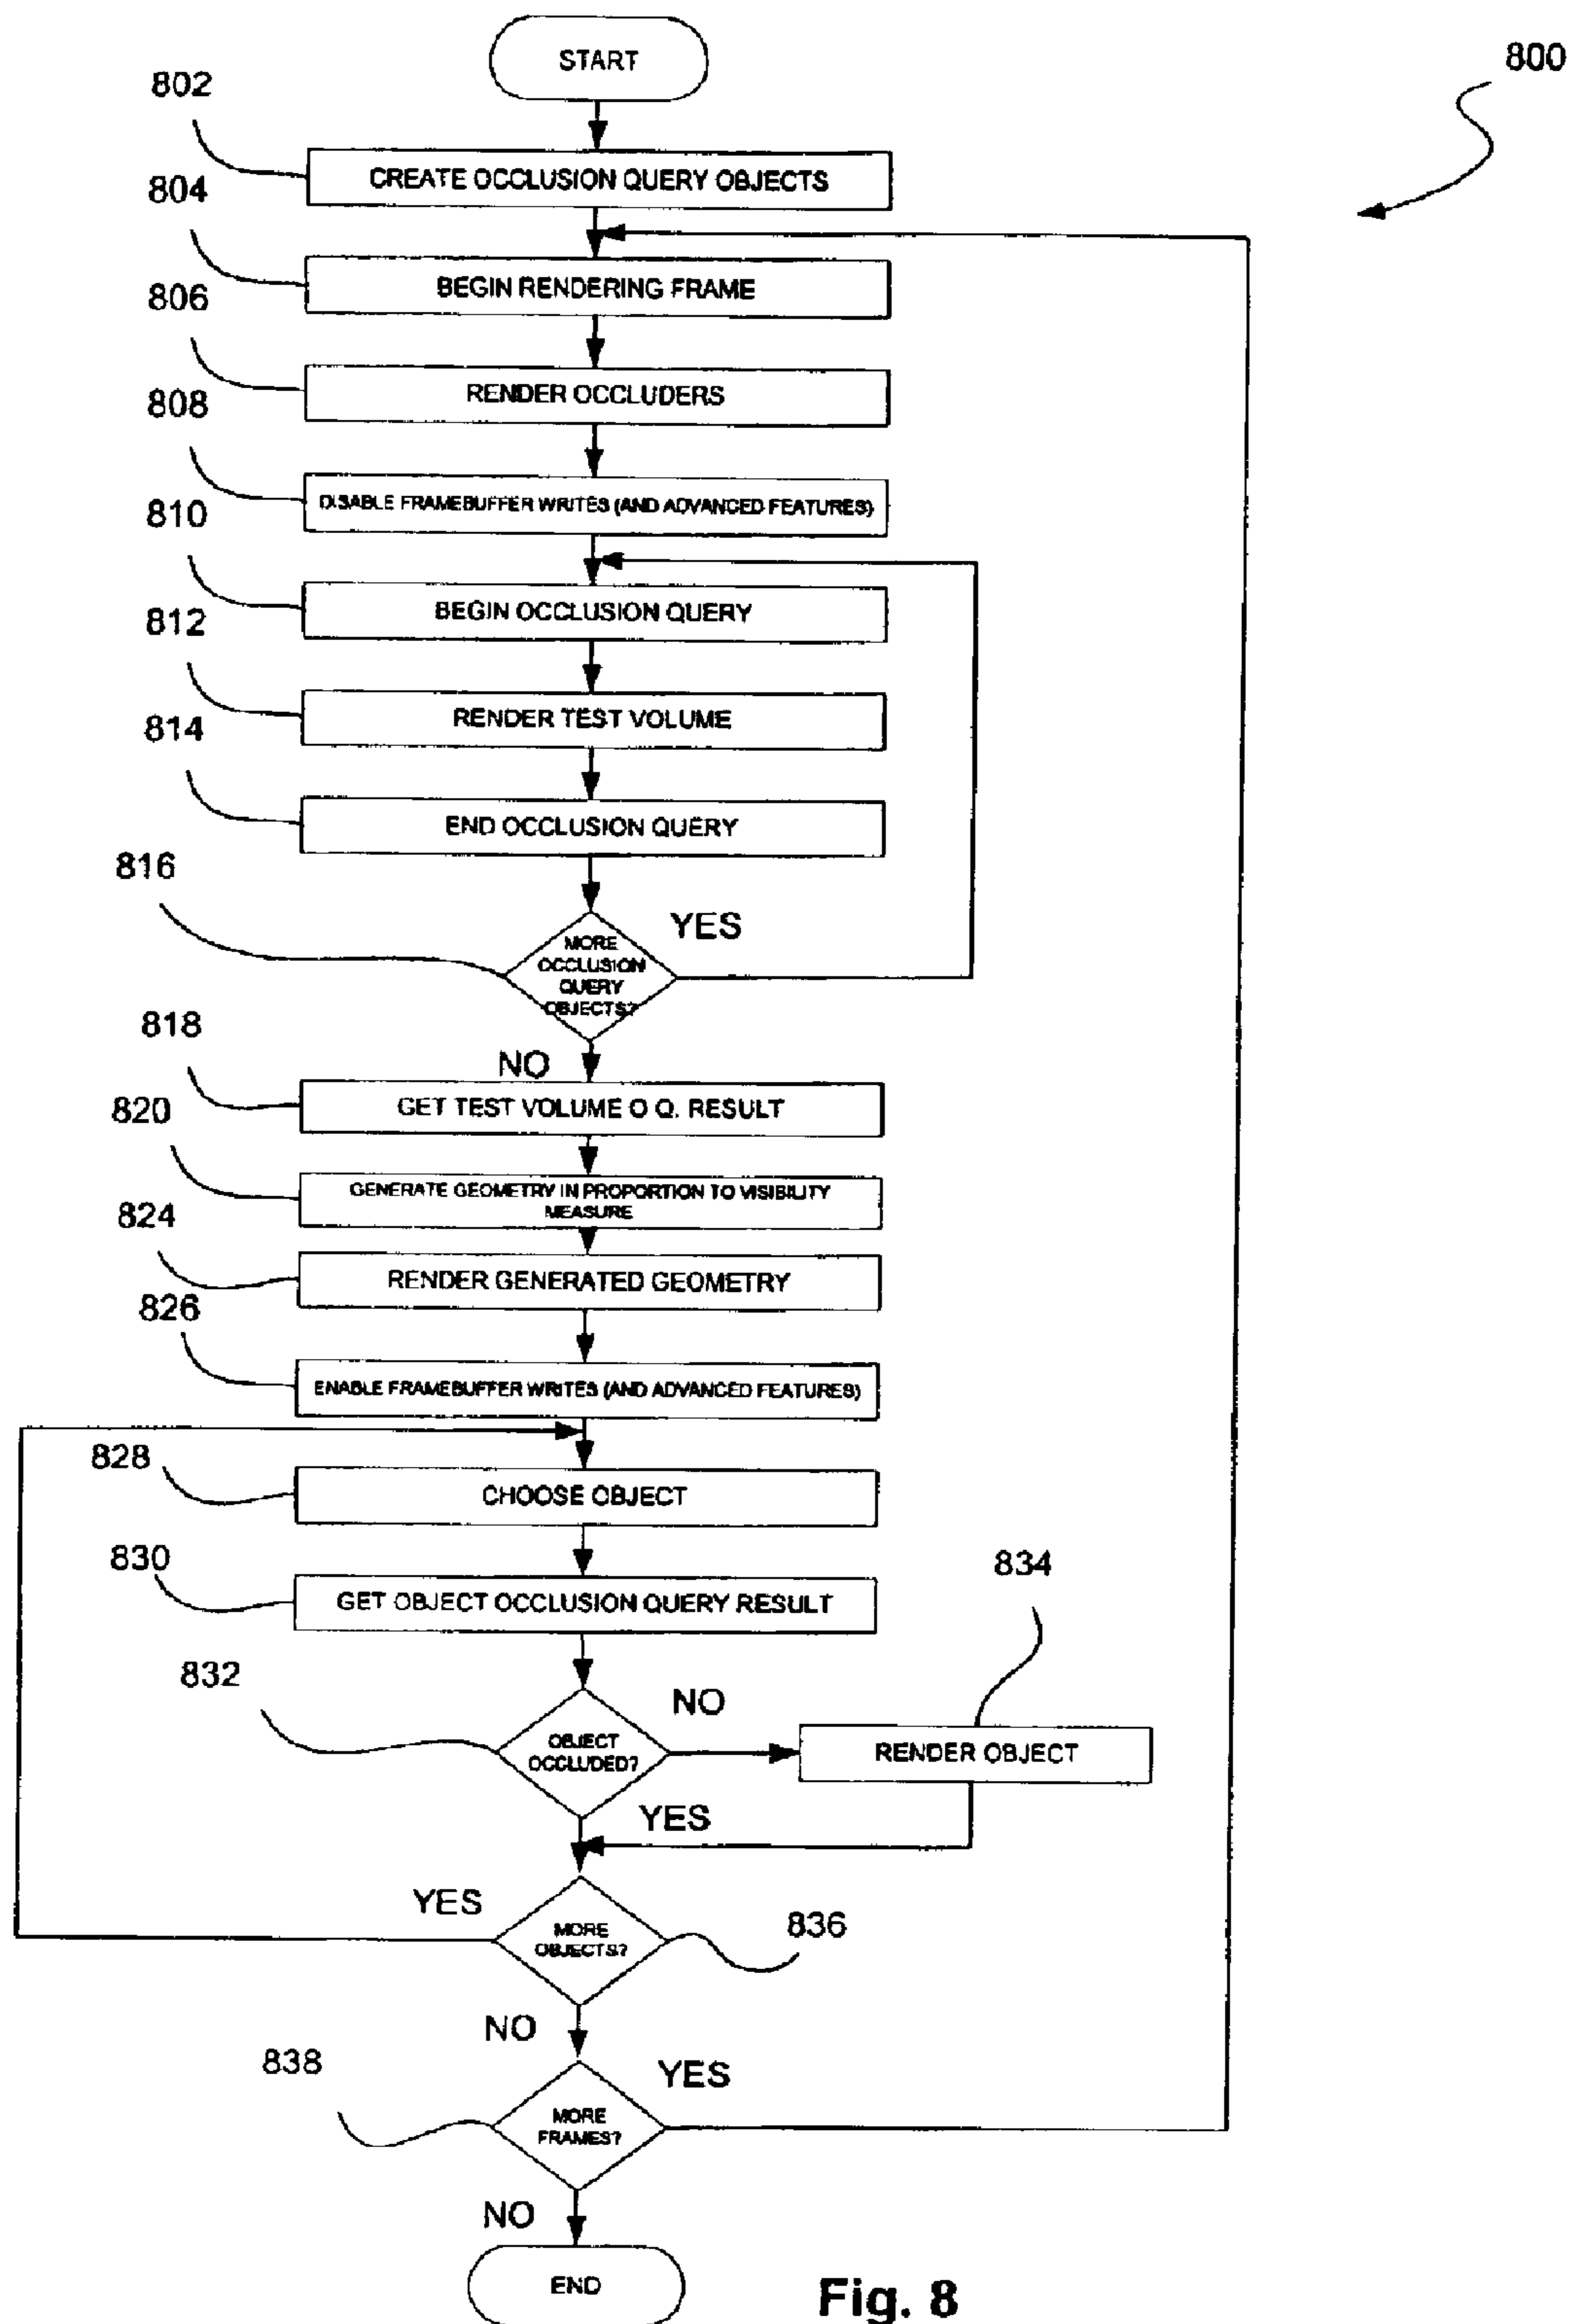 START
800
802
CREATE OCCLUSION QUERY OBJECTS
804
BEGIN RENDERING FRAME
806
RENDER OCCLUDERS
808
DISABLE FRAMEBUFFER WRITES (AND ADVANCED FEATURES)
810
BEGIN OCCLUSION QUERY
812
RENDER TEST VOLUME
814
END OCCLUSION QUERY
816
YES
MORE
OCCLUSION
QUERY
OBJECTS?
818
NO
GET TEST VOLUME O Q. RESULT
820
GENERATE GEOMETRY IN PROPORTION TO VISIBILITY
MEASURE
824
RENDER GENERATED GEOMETRY
826
ENABLE FRAMEBUFFER WRITES (AND ADVANCED FEATURES)
828
CHOOSE OBJECT
830
GET OBJECT OCCLUSION QUERY RESULT
834
832
NO
OBJECT
OCCLUDED?
RENDER OBJECT
YES
YES
836
MORE
OBJECTS?
NO
838
YES
MORE
FRAMES?
NO
END
Fig. 8